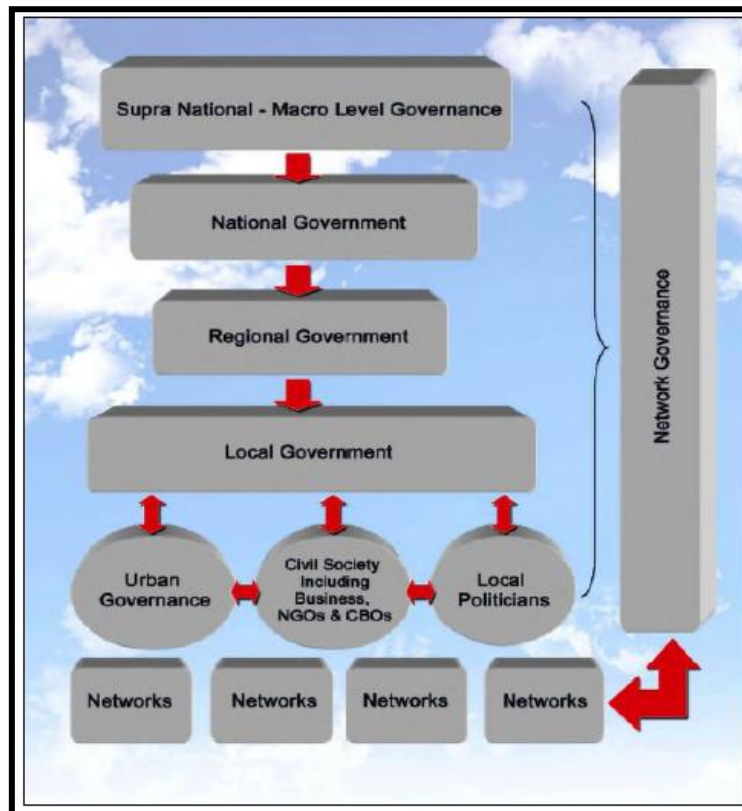 Supra National - Macro Level Governance
National Government
Regional Government
Local Government
Urban
Governance
Civil Society
Including
Business,
NGOs & CBOs
Local
Politicians
Networks
Networks
Networks
Networks
Network Governance